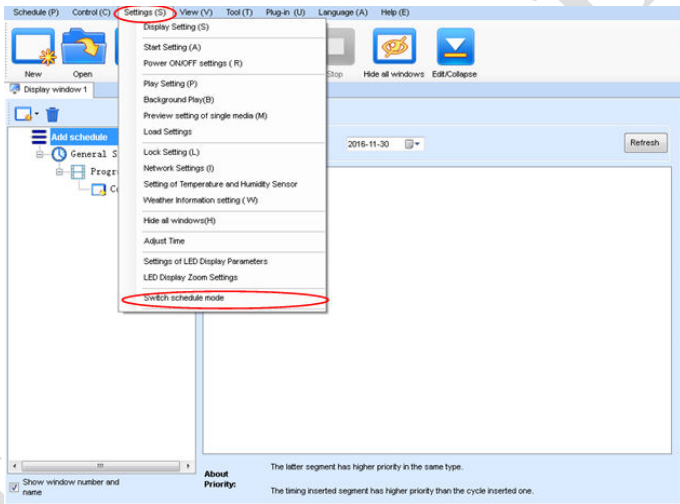 Schedule (P) Control (C) Settings (S) View (V) Tool (T) Plug-in (U) Language (A) Help (E)
New Open Stop Hide all windows Edit/Collapse
Display window 1
Display Setting (S)
Start Setting (A)
Power ON/OFF settings ( R)
Play Setting (P)
Background Play(B)
Preview setting of single media (M)
Load Settings
Lock Setting (L)
Network Settings (I)
Setting of Temperature and Humidity Sensor
Weather Information setting ( W)
Hide all windows(H)
Adjust Time
Settings of LED Display Parameters
LED Display Zoom Settings
Switch schedule mode
Add schedule
General S
Progr
Co
2016-11-30
Refresh
Show window number and
name
About
Priority:
The latter segment has higher priority in the same type.
The timing inserted segment has higher priority than the cycle inserted one.